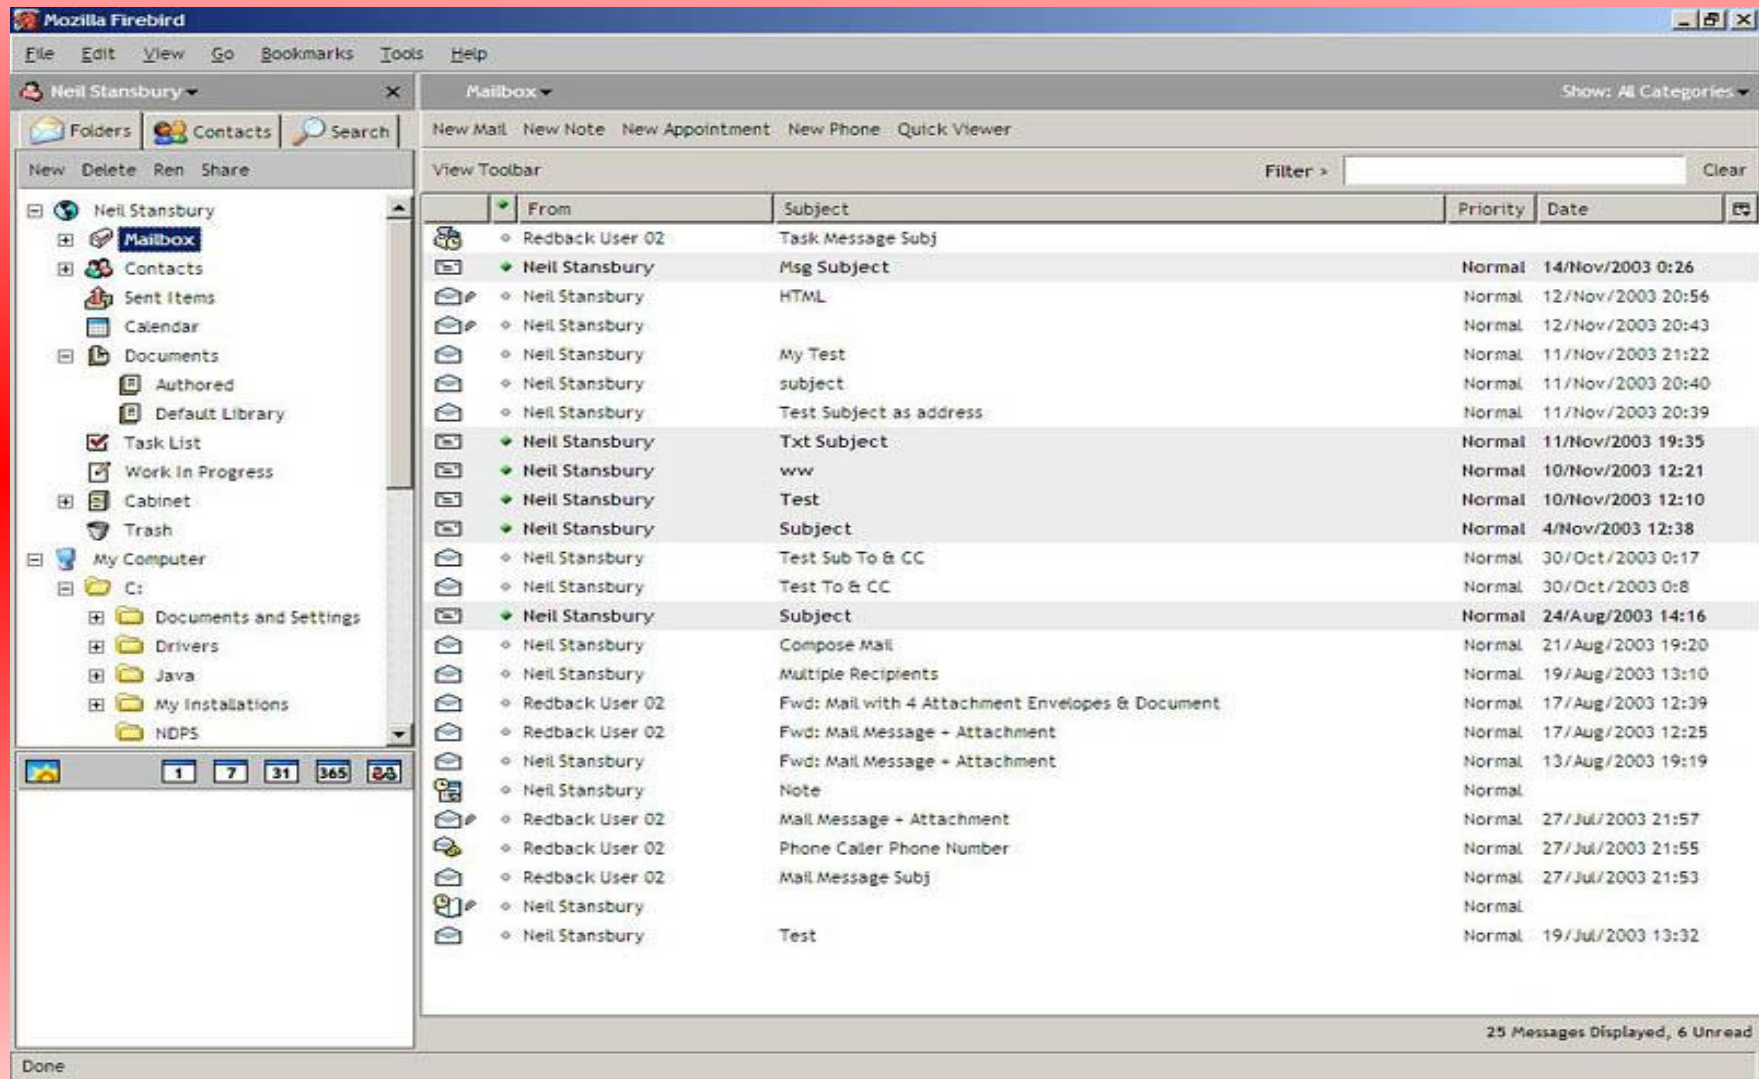 Mozilla Firebird
File Edit View Go Bookmarks Tools Help
Neil Stansbury
Mailbox
Show: All Categories
Folders Contacts Search
New Mail New Note New Appointment New Phone Quick Viewer
New Delete Ren Share
View Toolbar
Filter >
Clear
Neil Stansbury
Mailbox
Contacts
Sent Items
Calendar
Documents
Authored
Default Library
Task List
Work In Progress
Cabinet
Trash
My Computer
C:
Documents and Settings
Drivers
Java
My Installations
NDPS
1 7 31 365
From Subject Priority Date
Redback User 02 Task Message Subj
Neil Stansbury Msg Subject Normal 14/Nov/2003 0:26
Neil Stansbury HTML Normal 12/Nov/2003 20:56
Neil Stansbury Normal 12/Nov/2003 20:43
Neil Stansbury My Test Normal 11/Nov/2003 21:22
Neil Stansbury subject Normal 11/Nov/2003 20:40
Neil Stansbury Test Subject as address Normal 11/Nov/2003 20:39
Neil Stansbury Txt Subject Normal 11/Nov/2003 19:35
Neil Stansbury ww Normal 10/Nov/2003 12:21
Neil Stansbury Test Normal 10/Nov/2003 12:10
Neil Stansbury Subject Normal 4/Nov/2003 12:38
Neil Stansbury Test Sub To & CC Normal 30/Oct/2003 0:17
Neil Stansbury Test To & CC Normal 30/Oct/2003 0:8
Neil Stansbury Subject Normal 24/Aug/2003 14:16
Neil Stansbury Compose Mail Normal 21/Aug/2003 19:20
Neil Stansbury Multiple Recipients Normal 19/Aug/2003 13:10
Redback User 02 Fwd: Mail with 4 Attachment Envelopes & Document Normal 17/Aug/2003 12:39
Redback User 02 Fwd: Mail Message + Attachment Normal 17/Aug/2003 12:25
Neil Stansbury Fwd: Mail Message + Attachment Normal 13/Aug/2003 19:19
Neil Stansbury Note Normal
Redback User 02 Mail Message + Attachment Normal 27/Jul/2003 21:57
Redback User 02 Phone Caller Phone Number Normal 27/Jul/2003 21:55
Redback User 02 Mail Message Subj Normal 27/Jul/2003 21:53
Neil Stansbury Normal
Neil Stansbury Test Normal 19/Jul/2003 13:32
25 Messages Displayed, 6 Unread
Done